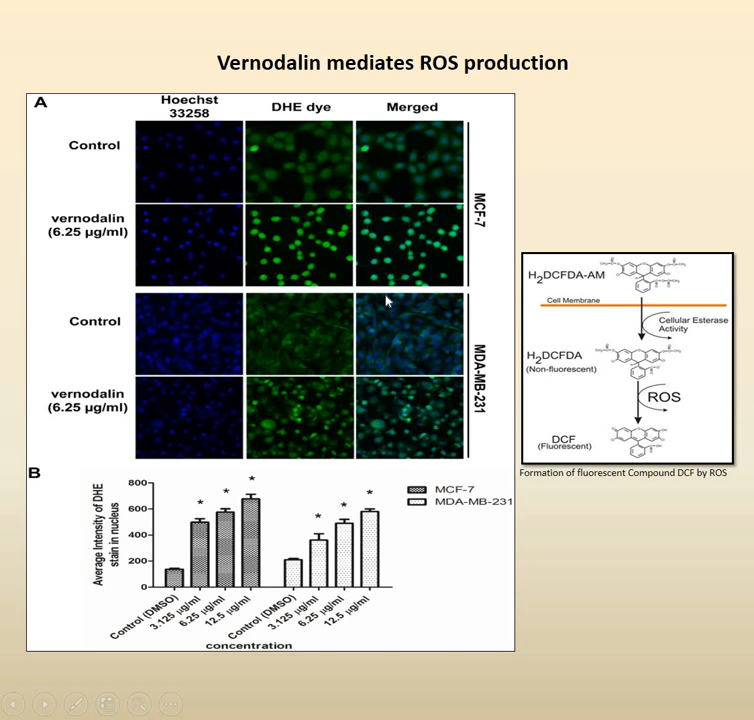 Vernodalin mediates ROS production
A
Hoechst
33258
DHE dye
Merged
Control
vernodalin
(6.25 µg/ml)
MCF-7
Control
vernodalin
(6.25 µg/ml)
MDA-MB-231
B
Average Intensity of DHE
stain in nucleus
800
600
400
200
0
* * * * * *
MCF-7
MDA-MB-231
Control (DMSO)
3.125 µg/ml
6.25 µg/ml
12.5 µg/ml
Control (DMSO)
3.125 µg/ml
6.25 µg/ml
12.5 µg/ml
concentration
H2DCFDA-AM
Cell Membrane
Cellular Esterase
Activity
H2DCFDA
(Non-fluorescent)
ROS
DCF
(Fluorescent)
Formation of fluorescent Compound DCF by ROS